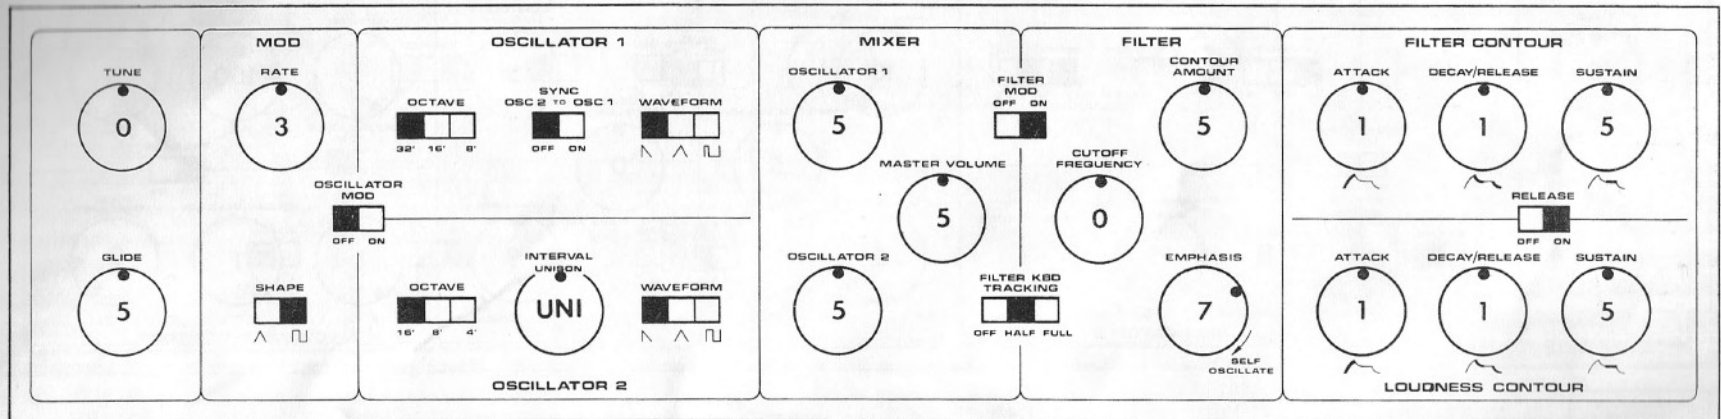 MOD
OSCILLATOR 1
MIXER
FILTER
FILTER CONTOUR
TUNE
0
GLIDE
5
RATE
3
OSCILLATOR
MOD
OFF ON
SHAPE
OCTAVE
32' 16' 8'
SYNC
OSC 2 TO OSC 1
OFF ON
WAVEFORM
OCTAVE
16' 8' 4'
INTERVAL
UNISON
UNI
WAVEFORM
OSCILLATOR 2
OSCILLATOR 1
5
MASTER VOLUME
5
OSCILLATOR 2
5
FILTER
MOD
OFF ON
CUTOFF
FREQUENCY
0
FILTER KBD
TRACKING
OFF HALF FULL
CONTOUR
AMOUNT
5
EMPHASIS
7
SELF
OSCILLATE
ATTACK
1
DECAY/RELEASE
1
SUSTAIN
5
RELEASE
OFF ON
ATTACK
1
DECAY/RELEASE
1
SUSTAIN
5
LOUDNESS CONTOUR